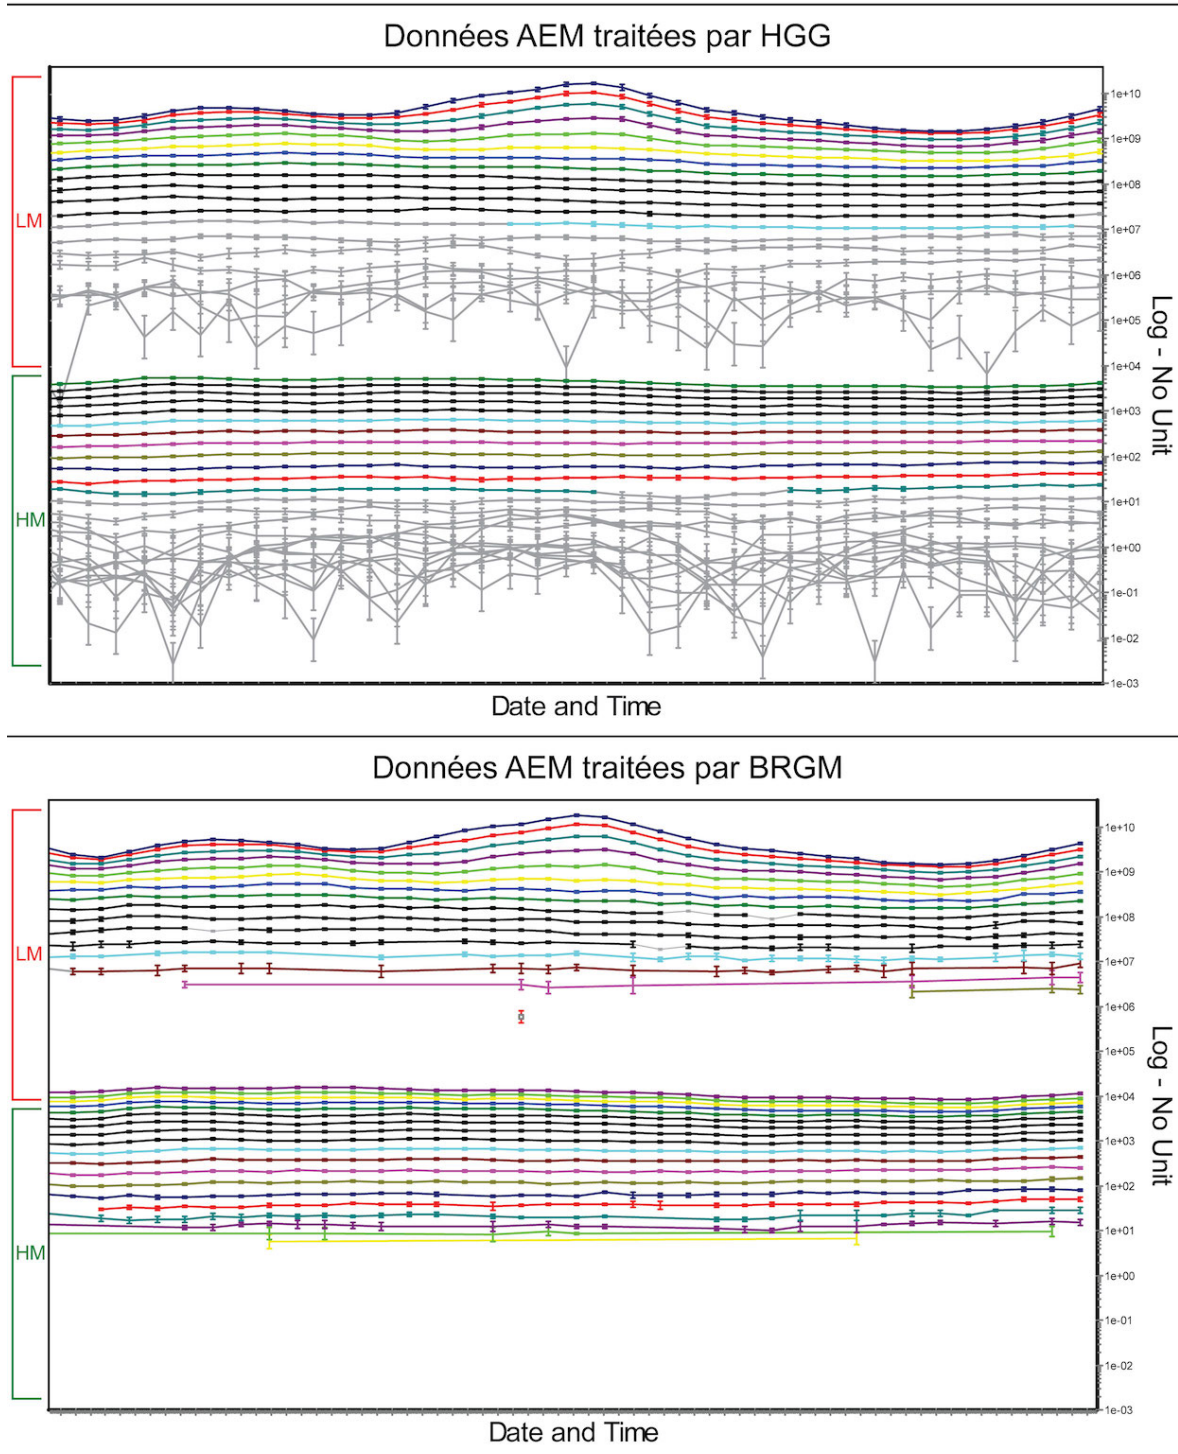 Données AEM traitées par HGG
1e+10
1e+09
1e+08
LM
1e+07
1e+06
1e+05
1e+04
1e+03
1e+02
HM
1e+01
1e+00
1e-01
1e-02
1e-03
Log - No Unit
Date and Time
Données AEM traitées par BRGM
1e+10
1e+09
1e+08
LM
1e+07
1e+06
1e+05
1e+04
1e+03
1e+02
1e+01
HM
1e+00
1e-01
1e-02
1e-03
Log - No Unit
Date and Time